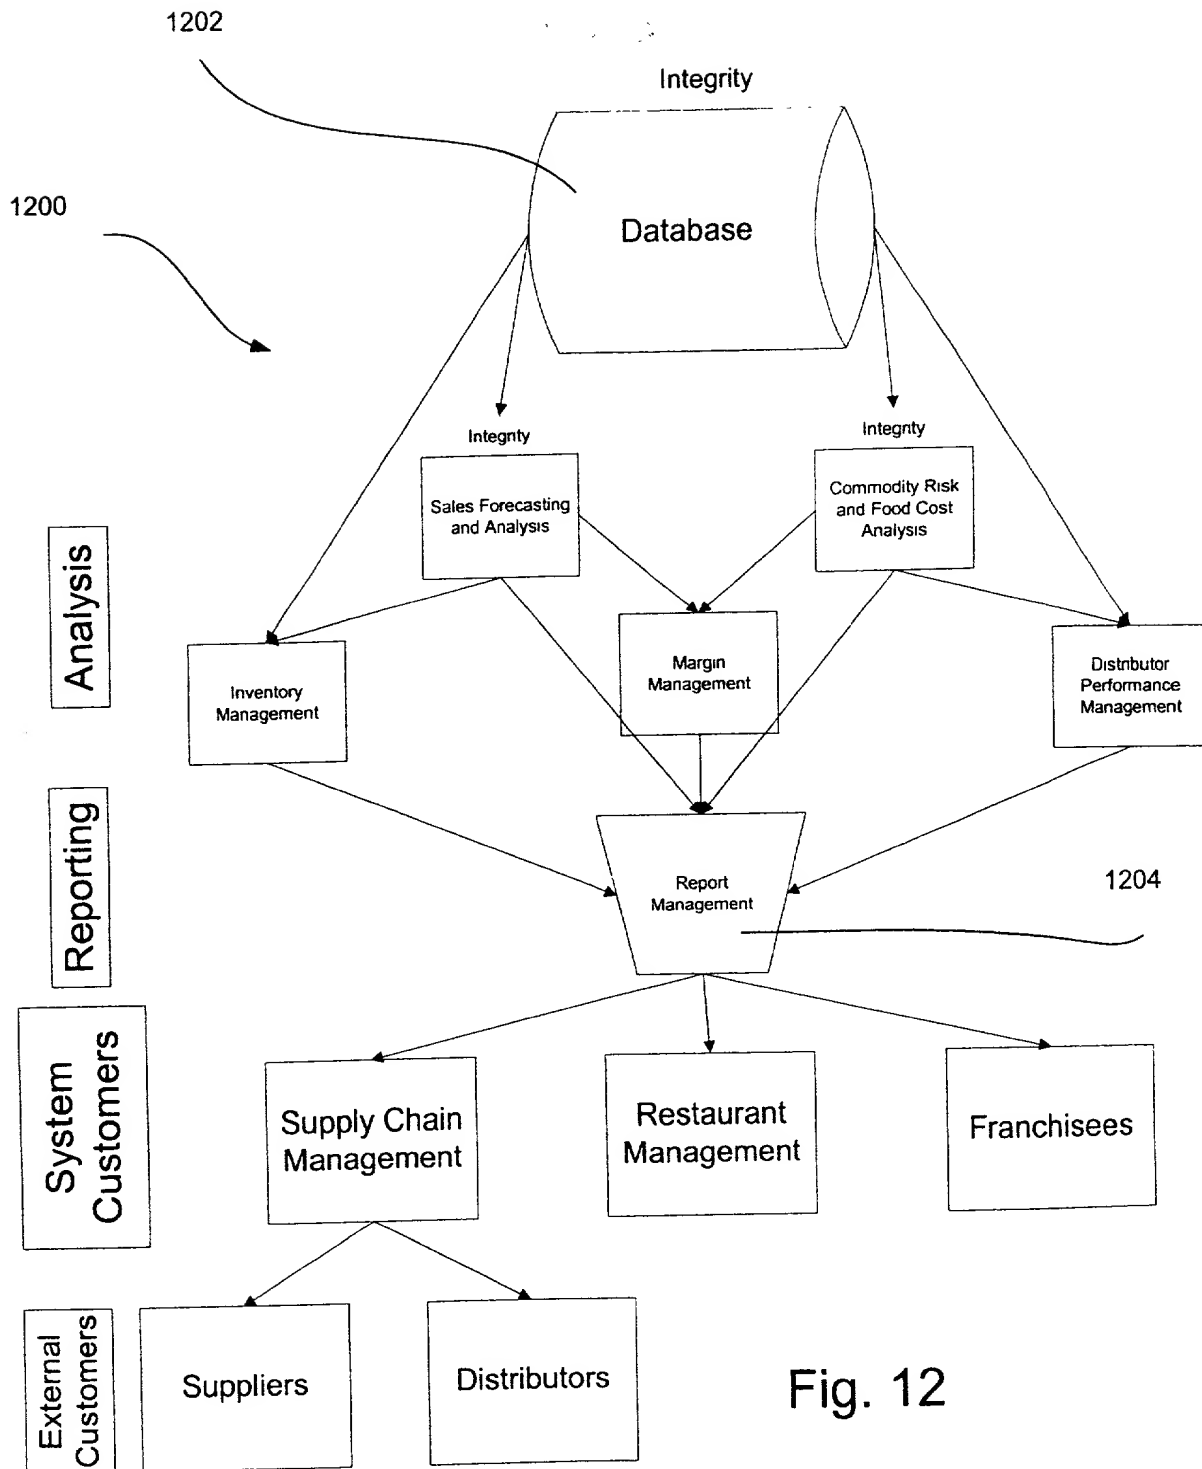 1202
Integrity
1200
Database
Integrity
Integrity
Sales Forecasting
and Analysis
Commodity Risk
and Food Cost
Analysis
Analysis
Inventory
Management
Margin
Management
Distributor
Performance
Management
Reporting
Report
Management
1204
System
Customers
Supply Chain
Management
Restaurant
Management
Franchisees
External
Customers
Suppliers
Distributors
Fig. 12